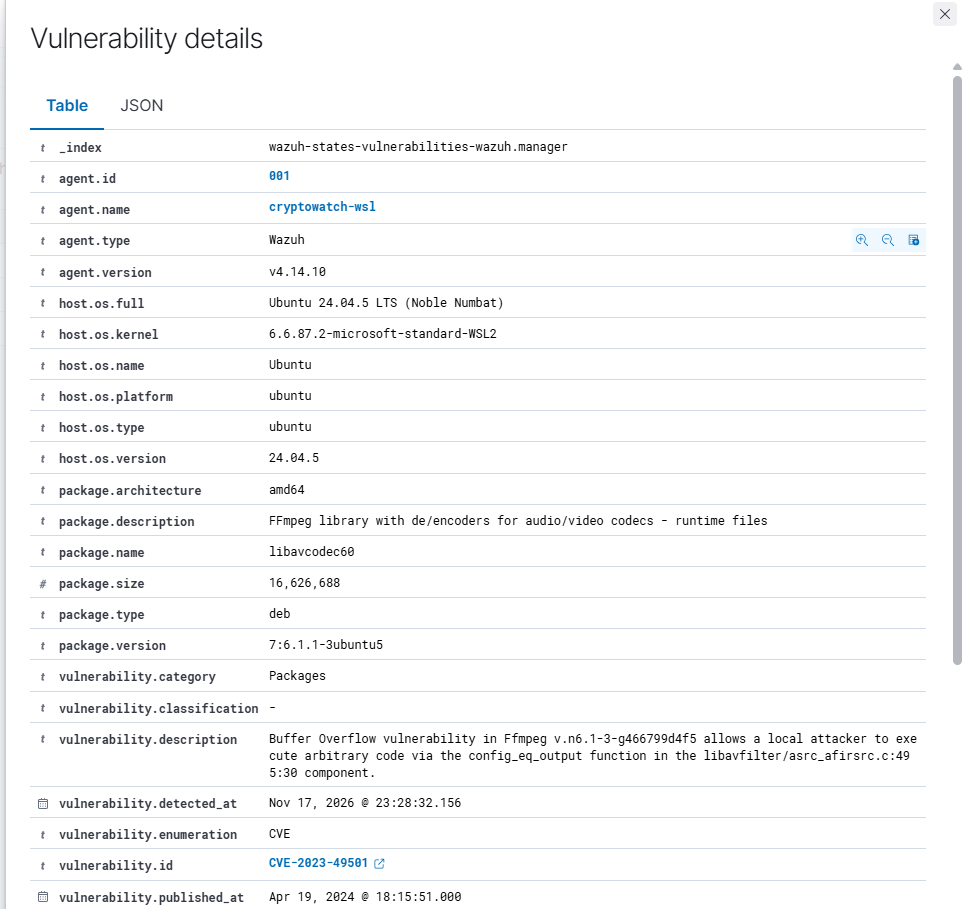 Vulnerability details
Table JSON
t _index wazuh-states-vulnerabilities-wazuh.manager
t agent.id 001
t agent.name cryptowatch-wsl
t agent.type Wazuh
t agent.version v4.14.10
t host.os.full Ubuntu 24.04.5 LTS (Noble Numbat)
t host.os.kernel 6.6.87.2-microsoft-standard-WSL2
t host.os.name Ubuntu
t host.os.platform ubuntu
t host.os.type ubuntu
t host.os.version 24.04.5
t package.architecture amd64
t package.description FFmpeg library with de/encoders for audio/video codecs - runtime files
t package.name libavcodec60
# package.size 16,626,688
t package.type deb
t package.version 7:6.1.1-3ubuntu5
t vulnerability.category Packages
t vulnerability.classification -
t vulnerability.description Buffer Overflow vulnerability in Ffmpeg v.n6.1-3-g466799d4f5 allows a local attacker to exe
cute arbitrary code via the config_eq_output function in the libavfilter/asrc_afirsrc.c:49
5:30 component.
vulnerability.detected_at Nov 17, 2026 @ 23:28:32.156
t vulnerability.enumeration CVE
t vulnerability.id CVE-2023-49501
vulnerability.published_at Apr 19, 2024 @ 18:15:51.000